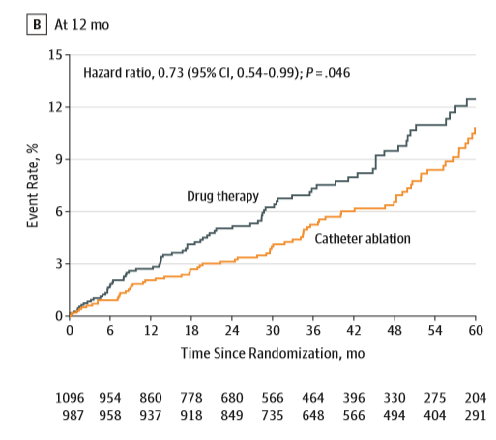 B At 12 mo
15
Hazard ratio, 0.73 (95% CI, 0.54-0.99); P = .046
12
9
Event Rate, %
Drug therapy
6
Catheter ablation
3
0
0 6 12 18 24 30 36 42 48 54 60
Time Since Randomization, mo
1096 954 860 778 680 566 464 396 330 275 204
987 958 937 918 849 735 648 566 494 404 291